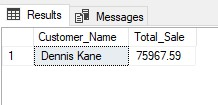 Results Messages
Customer_Name Total_Sale
1 Dennis Kane 75967.59